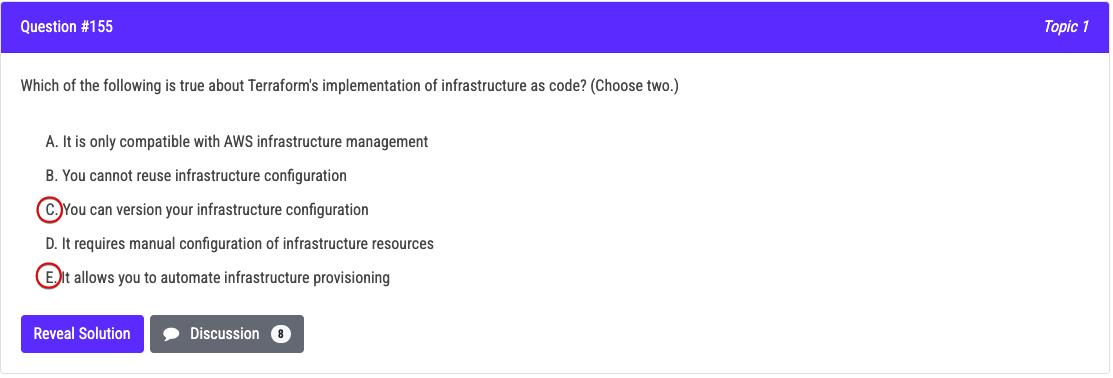 Question #155
Topic 1
Which of the following is true about Terraform's implementation of infrastructure as code? (Choose two.)
A. It is only compatible with AWS infrastructure management
B. You cannot reuse infrastructure configuration
C. You can version your infrastructure configuration
D. It requires manual configuration of infrastructure resources
E. It allows you to automate infrastructure provisioning
Reveal Solution
Discussion 8